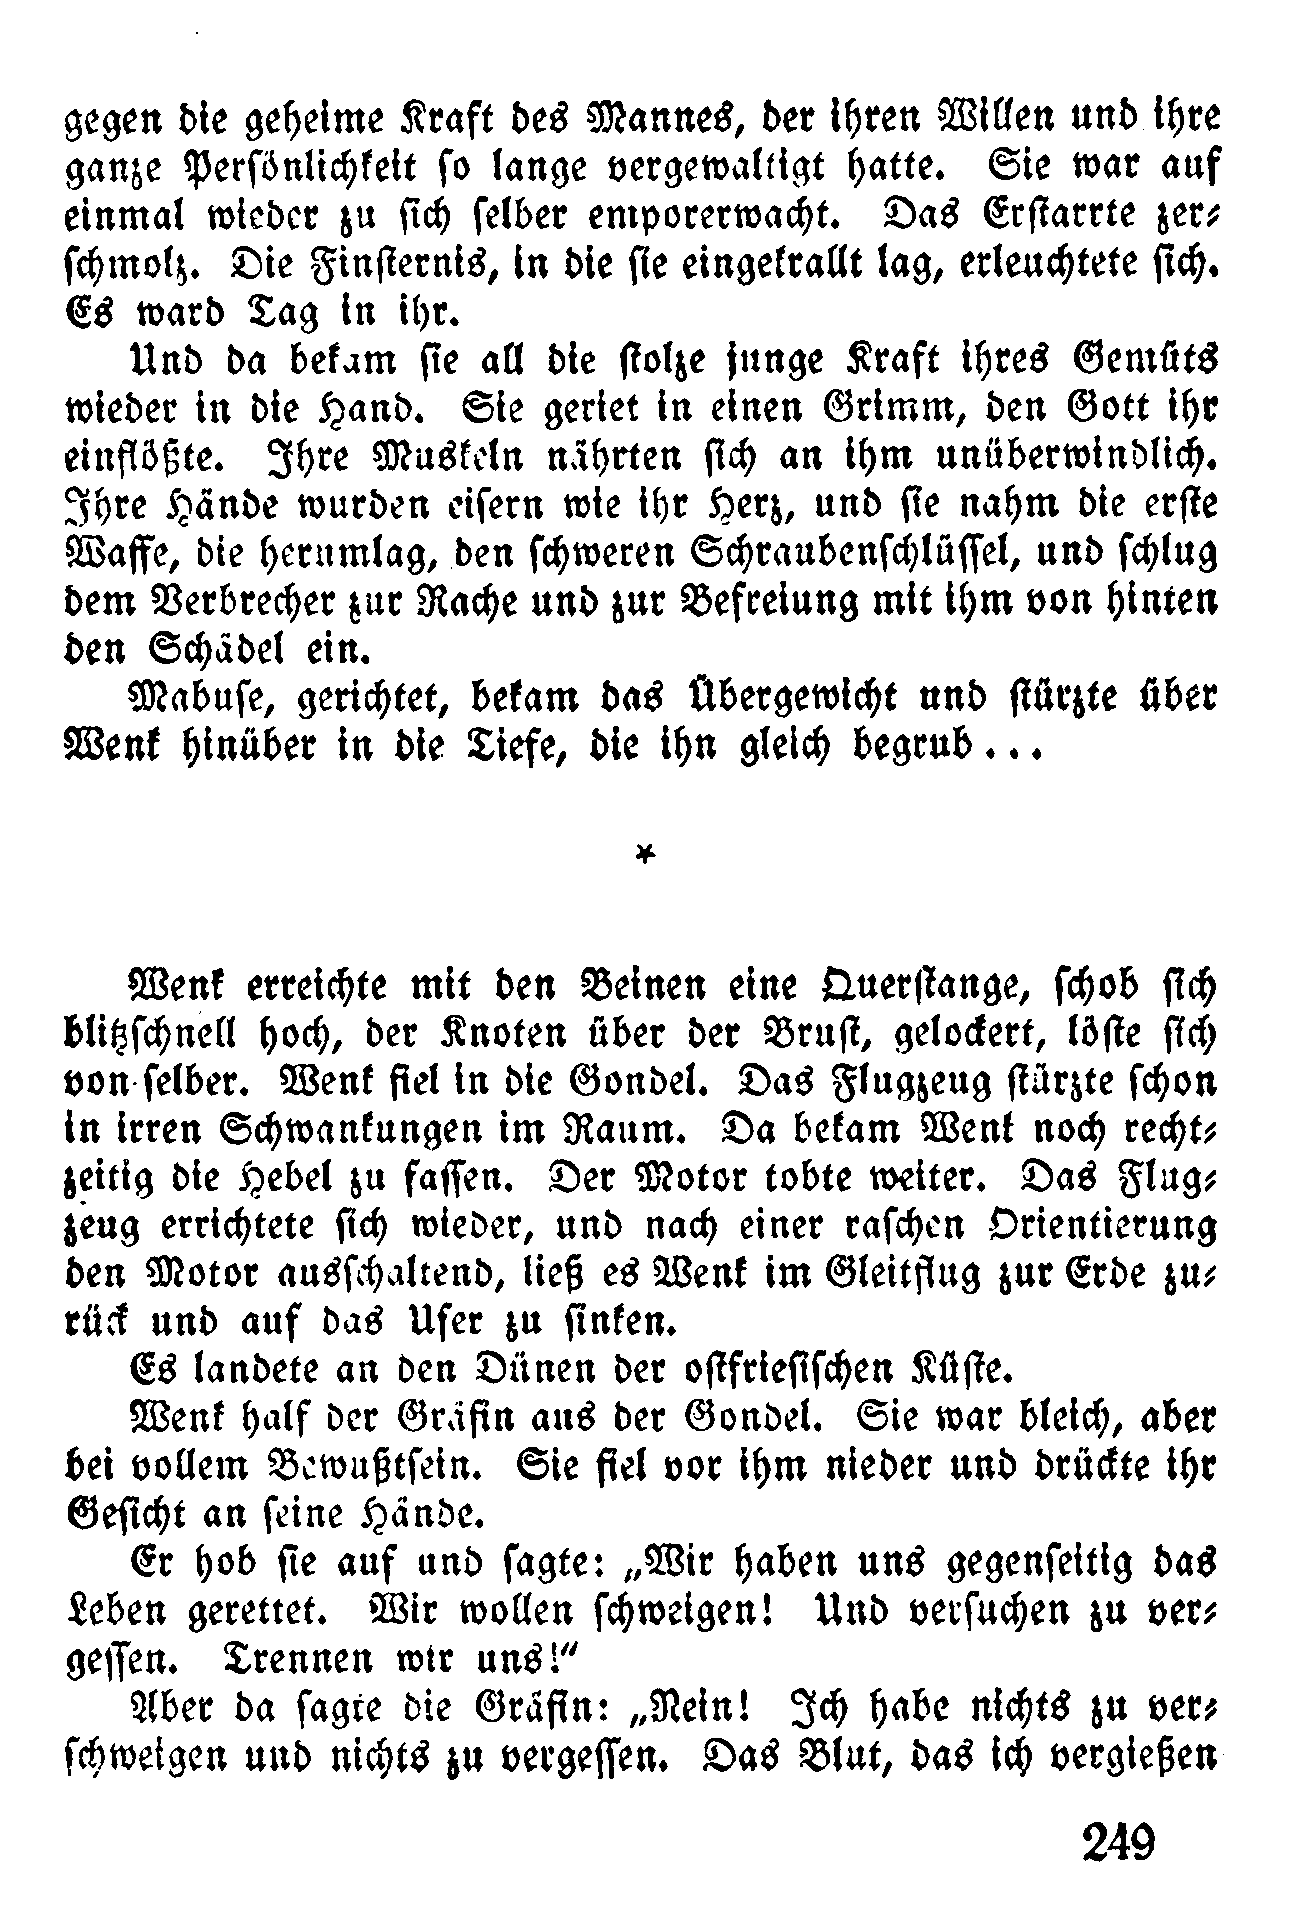 gegen die geheime Kraft des Mannes, der ihren Willen und ihre
ganze Persönlichkeit so lange vergewaltigt hatte. Sie war auf
einmal wieder zu sich selber emporerwacht. Das Erstarrte zer-
schmolz. Die Finsternis, in die sie eingekrallt lag, erleuchtete sich.
Es ward Tag in ihr.
Und da bekam sie all die stolze junge Kraft ihres Gemüts
wieder in die Hand. Sie geriet in einen Grimm, den Gott ihr
einflößte. Ihre Muskeln nährten sich an ihm unüberwindlich.
Ihre Hände wurden eisern wie ihr Herz, und sie nahm die erste
Waffe, die herumlag, den schweren Schraubenschlüssel, und schlug
dem Verbrecher zur Rache und zur Befreiung mit ihm von hinten
den Schädel ein.
Mabuse, gerichtet, bekam das Übergewicht und stürzte über
Wenk hinüber in die Tiefe, die ihn gleich begrub...
*
Wenk erreichte mit den Beinen eine Querstange, schob sich
blitzschnell hoch, der Knoten über der Brust, gelockert, löste sich
von selber. Wenk fiel in die Gondel. Das Flugzeug stürzte schon
in irren Schwankungen im Raum. Da bekam Wenk noch recht-
zeitig die Hebel zu fassen. Der Motor tobte weiter. Das Flug-
zeug errichtete sich wieder, und nach einer raschen Orientierung
den Motor ausschaltend, ließ es Wenk im Gleitflug zur Erde zu-
rück und auf das Ufer zu sinken.
Es landete an den Dünen der ostfriesischen Küste.
Wenk half der Gräfin aus der Gondel. Sie war bleich, aber
bei vollem Bewußtsein. Sie fiel vor ihm nieder und drückte ihr
Gesicht an seine Hände.
Er hob sie auf und sagte: „Wir haben uns gegenseitig das
Leben gerettet. Wir wollen schweigen! Und versuchen zu ver-
gessen. Trennen wir uns!“
Aber da sagte die Gräfin: „Nein! Ich habe nichts zu ver-
schweigen und nichts zu vergessen. Das Blut, das ich vergießen
249